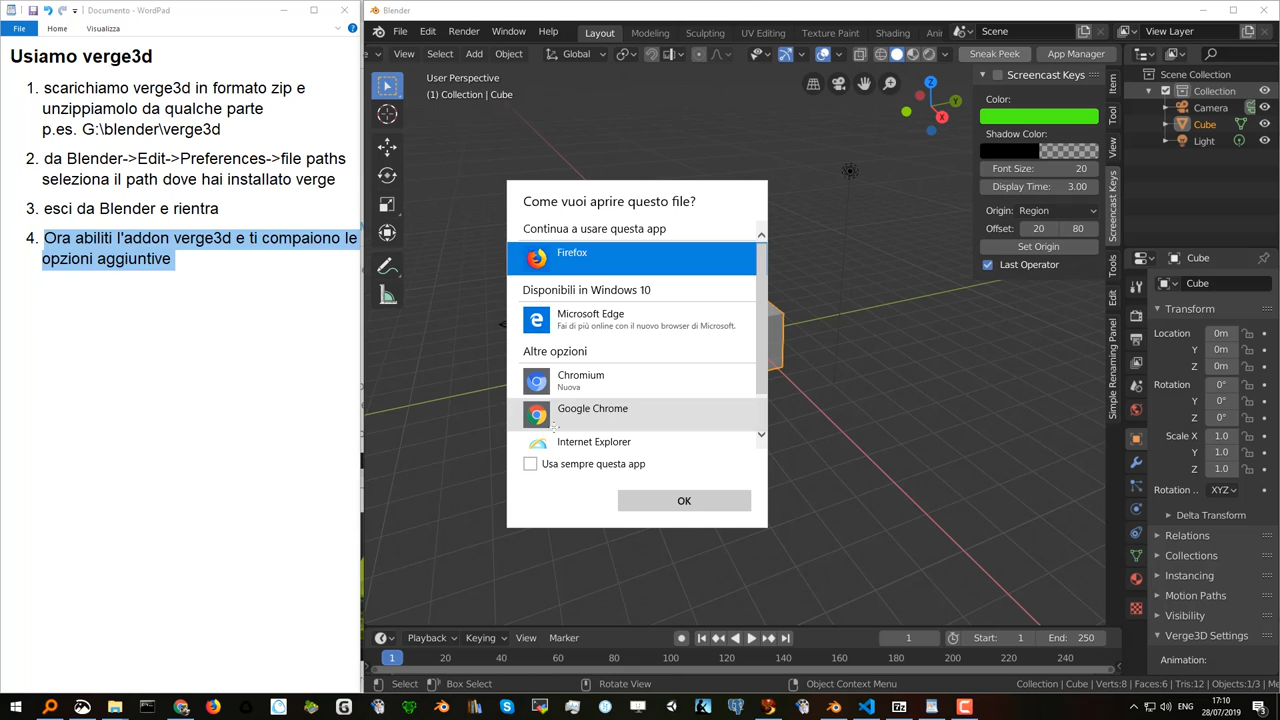 Documento - WordPad
File
Home
Visualizza
Usiamo verge3d
1. scarichiamo verge3d in formato zip e
unzippiamolo da qualche parte
p.es. G:\blender\verge3d
2. da Blender->Edit->Preferences->file paths
seleziona il path dove hai installato verge
3. esci da Blender e rientra
4. Ora abiliti l'addon verge3d e ti compaiono le
opzioni aggiuntive
Blender
File Edit Render Window Help
Layout Modeling Sculpting UV Editing Texture Paint Shading Ani
Scene
View Layer
View Select Add Object
Global
Sneak Peek
App Manager
User Perspective
(1) Collection | Cube
Z
Y
X
Screencast Keys
Color:
Shadow Color:
Font Size: 20
Display Time: 3.00
Origin: Region
Offset: 20 80
Set Origin
Last Operator
Item
Tool
View
Screencast Keys
Tools
Edit
Simple Renaming Panel
Scene Collection
Collection
Camera
Cube
Light
Cube
Cube
Transform
Location 0m
Y 0m
Z 0m
Rotation 0°
Y 0°
Z 0°
Scale X 1.0
Y 1.0
Z 1.0
Rotation .. XYZ
Delta Transform
Relations
Collections
Instancing
Motion Paths
Visibility
Verge3D Settings
Animation:
Come vuoi aprire questo file?
Continua a usare questa app
Firefox
Disponibili in Windows 10
Microsoft Edge
Fai di più online con il nuovo browser di Microsoft.
Altre opzioni
Chromium
Nuova
Google Chrome
Internet Explorer
Usa sempre questa app
OK
Playback Keying View Marker
1
Start: 1
End: 250
1 20 40 60 80 100 120 140 160 180 200 220 240
Select
Box Select
Rotate View
Object Context Menu
Collection | Cube | Verts:8 | Faces:6 | Tris:12 | Objects:1/3 | Me
ENG
17:10
28/07/2019